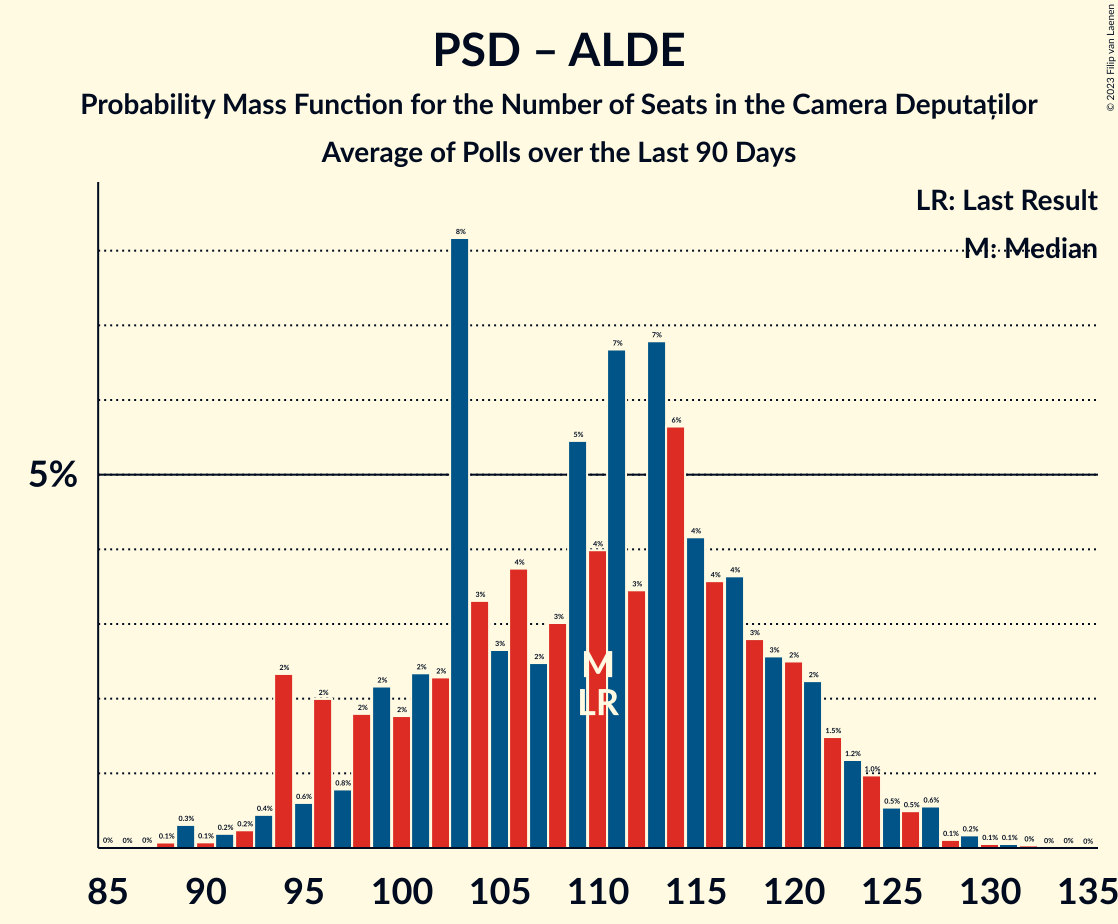 PSD – ALDE
Probability Mass Function for the Number of Seats in the Camera Deputaților
Average of Polls over the Last 90 Days
© 2023 Filip van Laenen
LR: Last Result
M: Median
5%
0% 0% 0% 0.1% 0.3% 0.1% 0.2% 0.2% 0.4% 2% 0.6% 2% 0.8% 2% 2% 2% 2% 2% 8% 3% 3% 4% 2% 3% 5% 4% 7% 3% 7% 6% 4% 4% 4% 3% 3% 2% 2% 1.5% 1.2% 1.0% 0.5% 0.5% 0.6% 0.1% 0.2% 0.1% 0.1% 0% 0% 0% 0%
M
LR
85 90 95 100 105 110 115 120 125 130 135